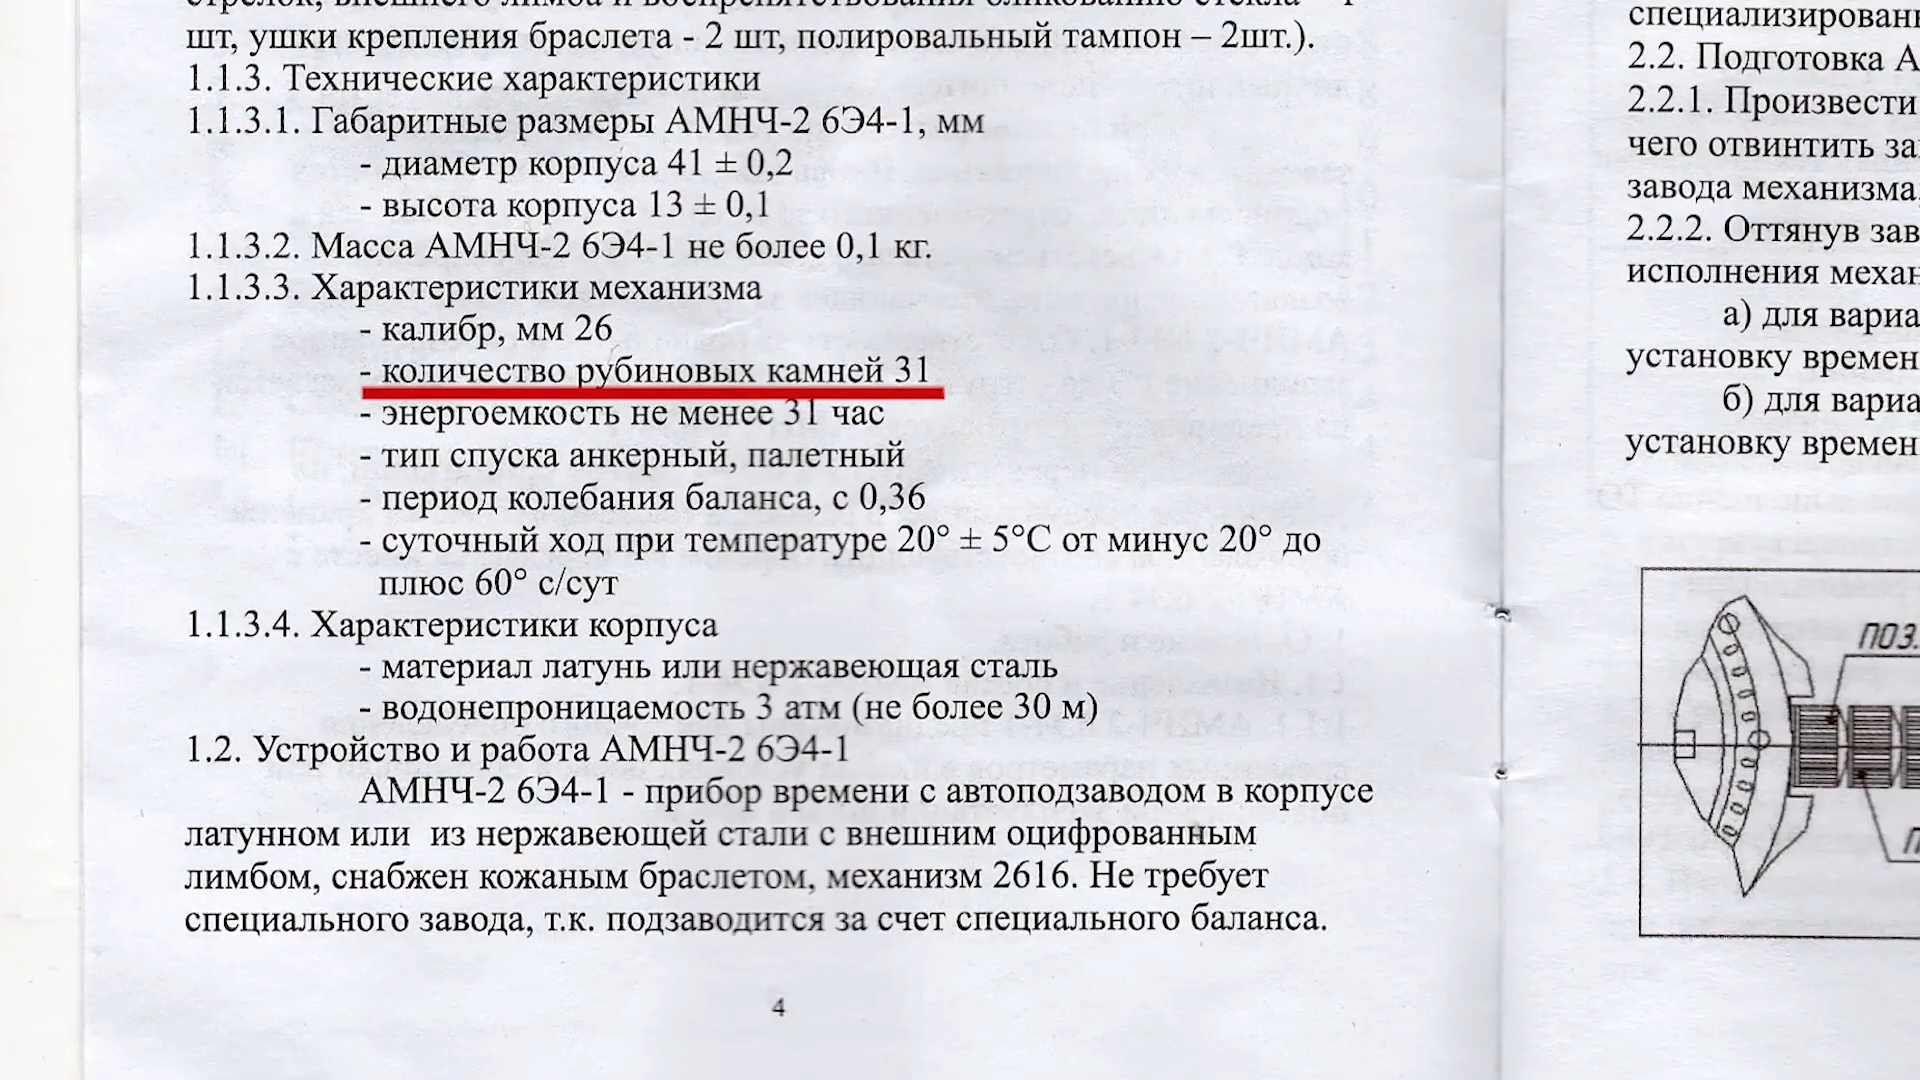 шт, ушки крепления браслета - 2 шт, полировальный тампон – 2шт.).
1.1.3. Технические характеристики
1.1.3.1. Габаритные размеры АМНЧ-2 6Э4-1, мм
- диаметр корпуса 41 ± 0,2
- высота корпуса 13 ± 0,1
1.1.3.2. Масса АМНЧ-2 6Э4-1 не более 0,1 кг.
1.1.3.3. Характеристики механизма
- калибр, мм 26
- количество рубиновых камней 31
- энергоемкость не менее 31 час
- тип спуска анкерный, палетный
- период колебания баланса, с 0,36
- суточный ход при температуре 20° ± 5°С от минус 20° до
плюс 60° с/сут
1.1.3.4. Характеристики корпуса
- материал латунь или нержавеющая сталь
- водонепроницаемость 3 атм (не более 30 м)
1.2. Устройство и работа АМНЧ-2 6Э4-1
АМНЧ-2 6Э4-1 - прибор времени с автоподзаводом в корпусе
латунном или из нержавеющей стали с внешним оцифрованным
лимбом, снабжен кожаным браслетом, механизм 2616. Не требует
специального завода, т.к. подзаводится за счет специального баланса.
4
2.2. Подготовка А
2.2.1. Произвести
чего отвинтить за
завода механизма
2.2.2. Оттянув зав
исполнения механ
а) для вариа
установку времен
б) для вариа
установку времен
ПОЗ.